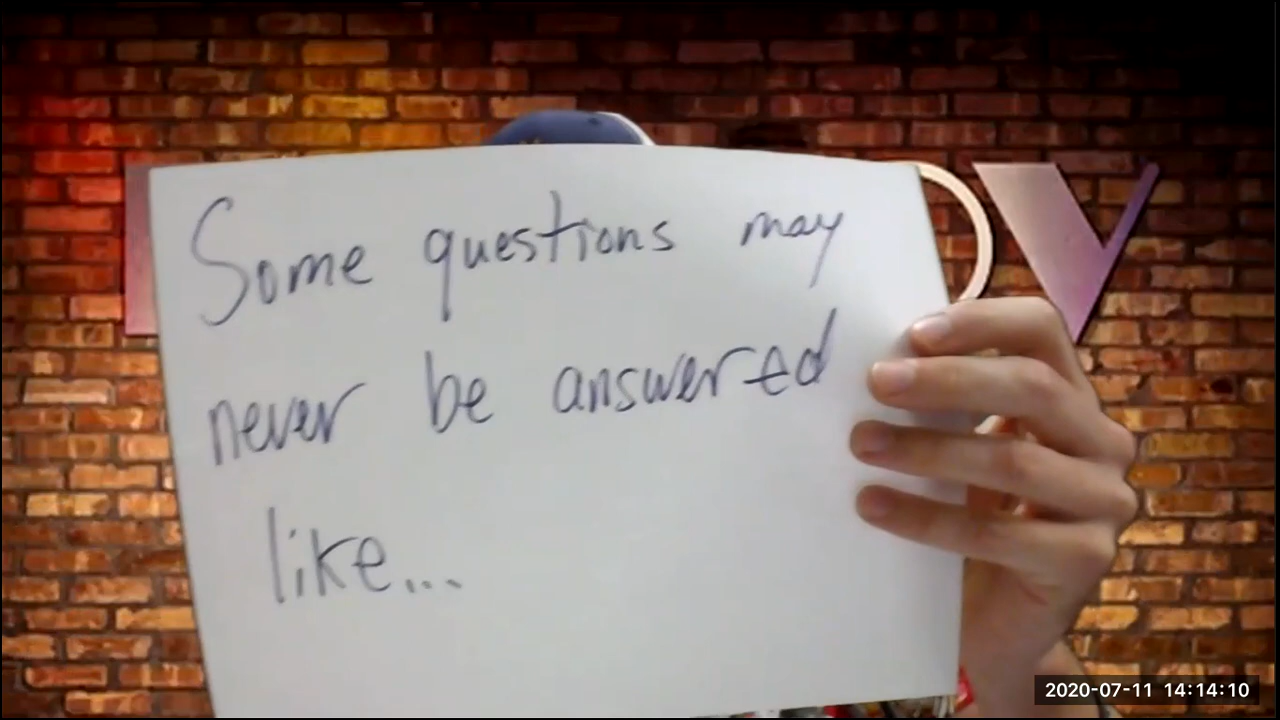 Some questions may
never be answered
like...
Y
2020-07-11 14:14:10